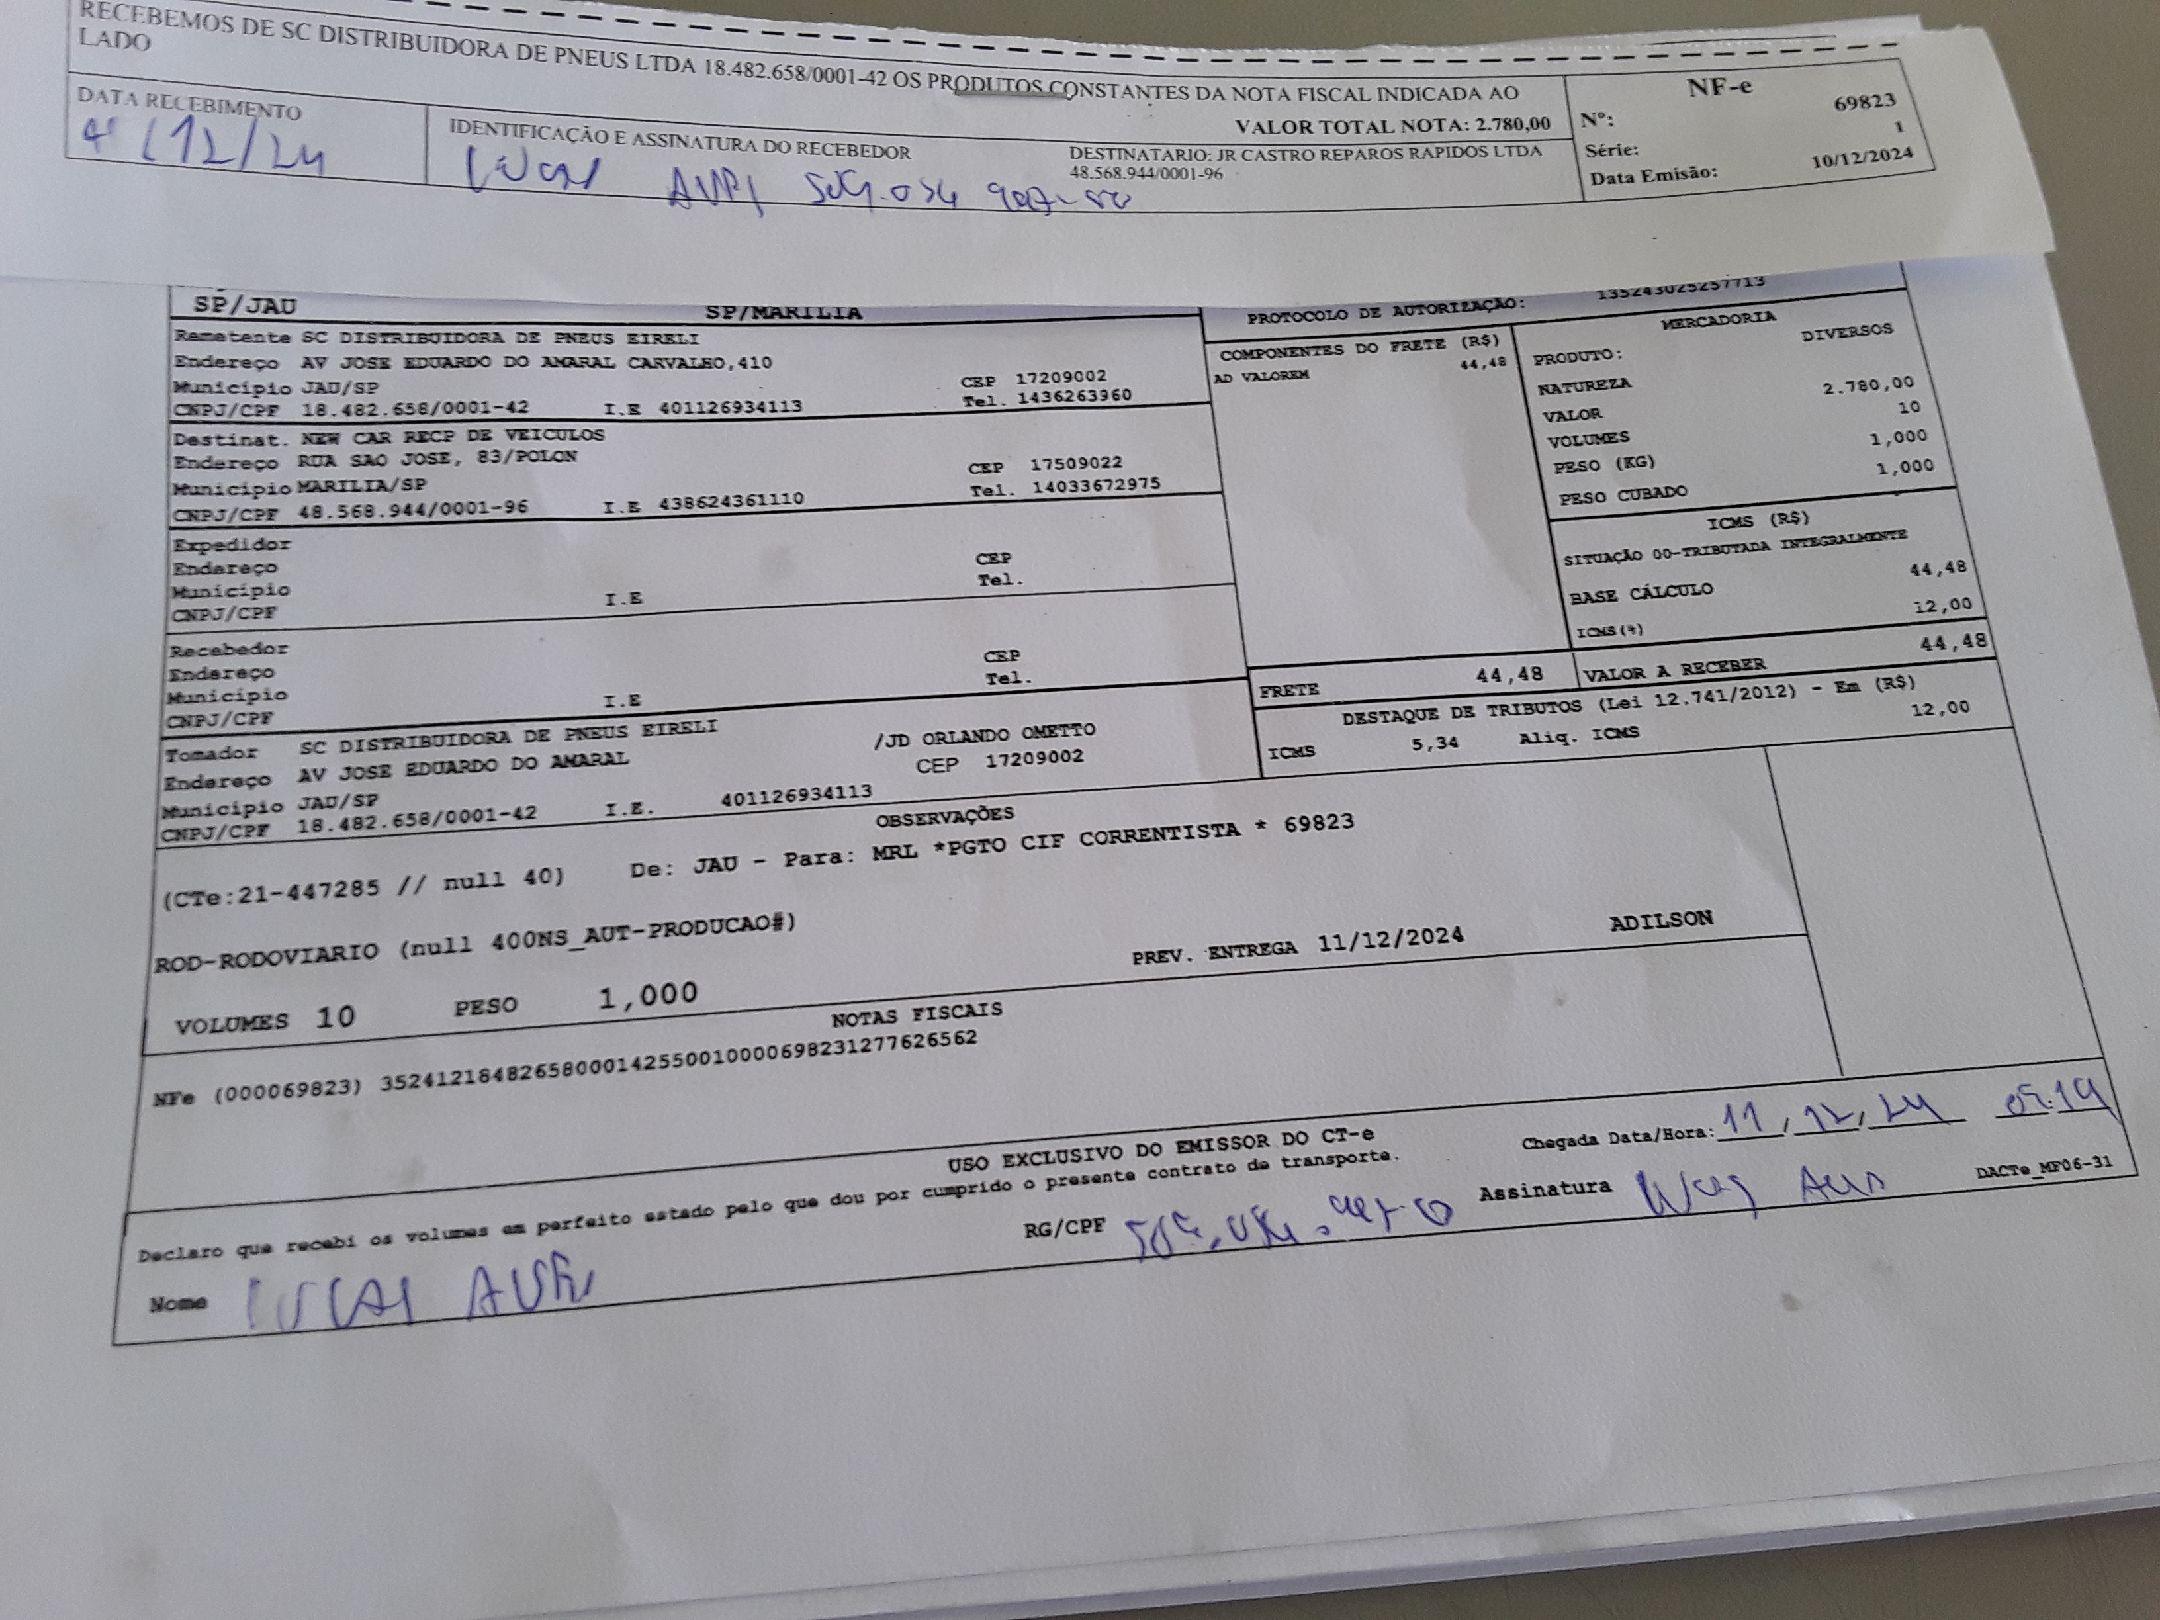 RECEBEMOS DE SC DISTRIBUIDORA DE PNEUS LTDA 18.482.658/0001-42 OS PRODUTOS CONSTANTES DA NOTA FISCAL INDICADA AO
LADO
VALOR TOTAL NOTA: 2.780,00
DATA RECEBIMENTO
/12/24
IDENTIFICAÇÃO E ASSINATURA DO RECEBEDOR
DESTINATARIO: JR CASTRO REPAROS RAPIDOS LTDA
48.568.944/0001-96
NF-e
Nº: 69823
Série: 1
Data Emisão: 10/12/2024
SP/JAU SP/MARILIA
PROTOCOLO DE AUTORIZAÇÃO: 135243025257713
Remetente SC DISTRIBUIDORA DE PNEUS EIRELI
Endereço AV JOSE EDUARDO DO AMARAL CARVALHO,410
Município JAU/SP CEP 17209002
CNPJ/CPF 18.482.658/0001-42 I.E 401126934113 Tel. 1436263960
Destinat. NEW CAR RECP DE VEICULOS
Endereço RUA SAO JOSE, 83/POLON
Município MARILIA/SP CEP 17509022
CNPJ/CPF 48.568.944/0001-96 I.E 438624361110 Tel. 14033672975
Expedidor
Endereço CEP
Município Tel.
CNPJ/CPF I.E
Recebedor
Endereço CEP
Município Tel.
CNPJ/CPF I.E
Tomador SC DISTRIBUIDORA DE PNEUS EIRELI
Endereço AV JOSE EDUARDO DO AMARAL /JD ORLANDO OMETTO
Município JAU/SP CEP 17209002
CNPJ/CPF 18.482.658/0001-42 I.E. 401126934113
COMPONENTES DO FRETE (R$)
AD VALOREM 44,48
MERCADORIA
PRODUTO: DIVERSOS
NATUREZA
VALOR 2.780,00
VOLUMES 10
PESO (KG) 1,000
PESO CUBADO 1,000
ICMS (R$)
SITUAÇÃO 00-TRIBUTADA INTEGRALMENTE
BASE CÁLCULO 44,48
ICMS(%) 12,00
FRETE 44,48 VALOR A RECEBER 44,48
DESTAQUE DE TRIBUTOS (Lei 12.741/2012) - Em (R$)
ICMS 5,34 Aliq. ICMS 12,00
OBSERVAÇÕES
(CTe:21-447285 // null 40) De: JAU - Para: MRL *PGTO CIF CORRENTISTA * 69823
ROD-RODOVIARIO (null 400NS_AUT-PRODUCAO#)
PREV. ENTREGA 11/12/2024 ADILSON
VOLUMES 10 PESO 1,000
NOTAS FISCAIS
NFe (000069823) 35241218482658000142550010000698231277626562
USO EXCLUSIVO DO EMISSOR DO CT-e
Declaro que recebi os volumes em perfeito estado pelo que dou por cumprido o presente contrato de transporte.
Chegada Data/Hora: 11/12/24
Nome
RG/CPF
Assinatura
DACTe_MF06-31